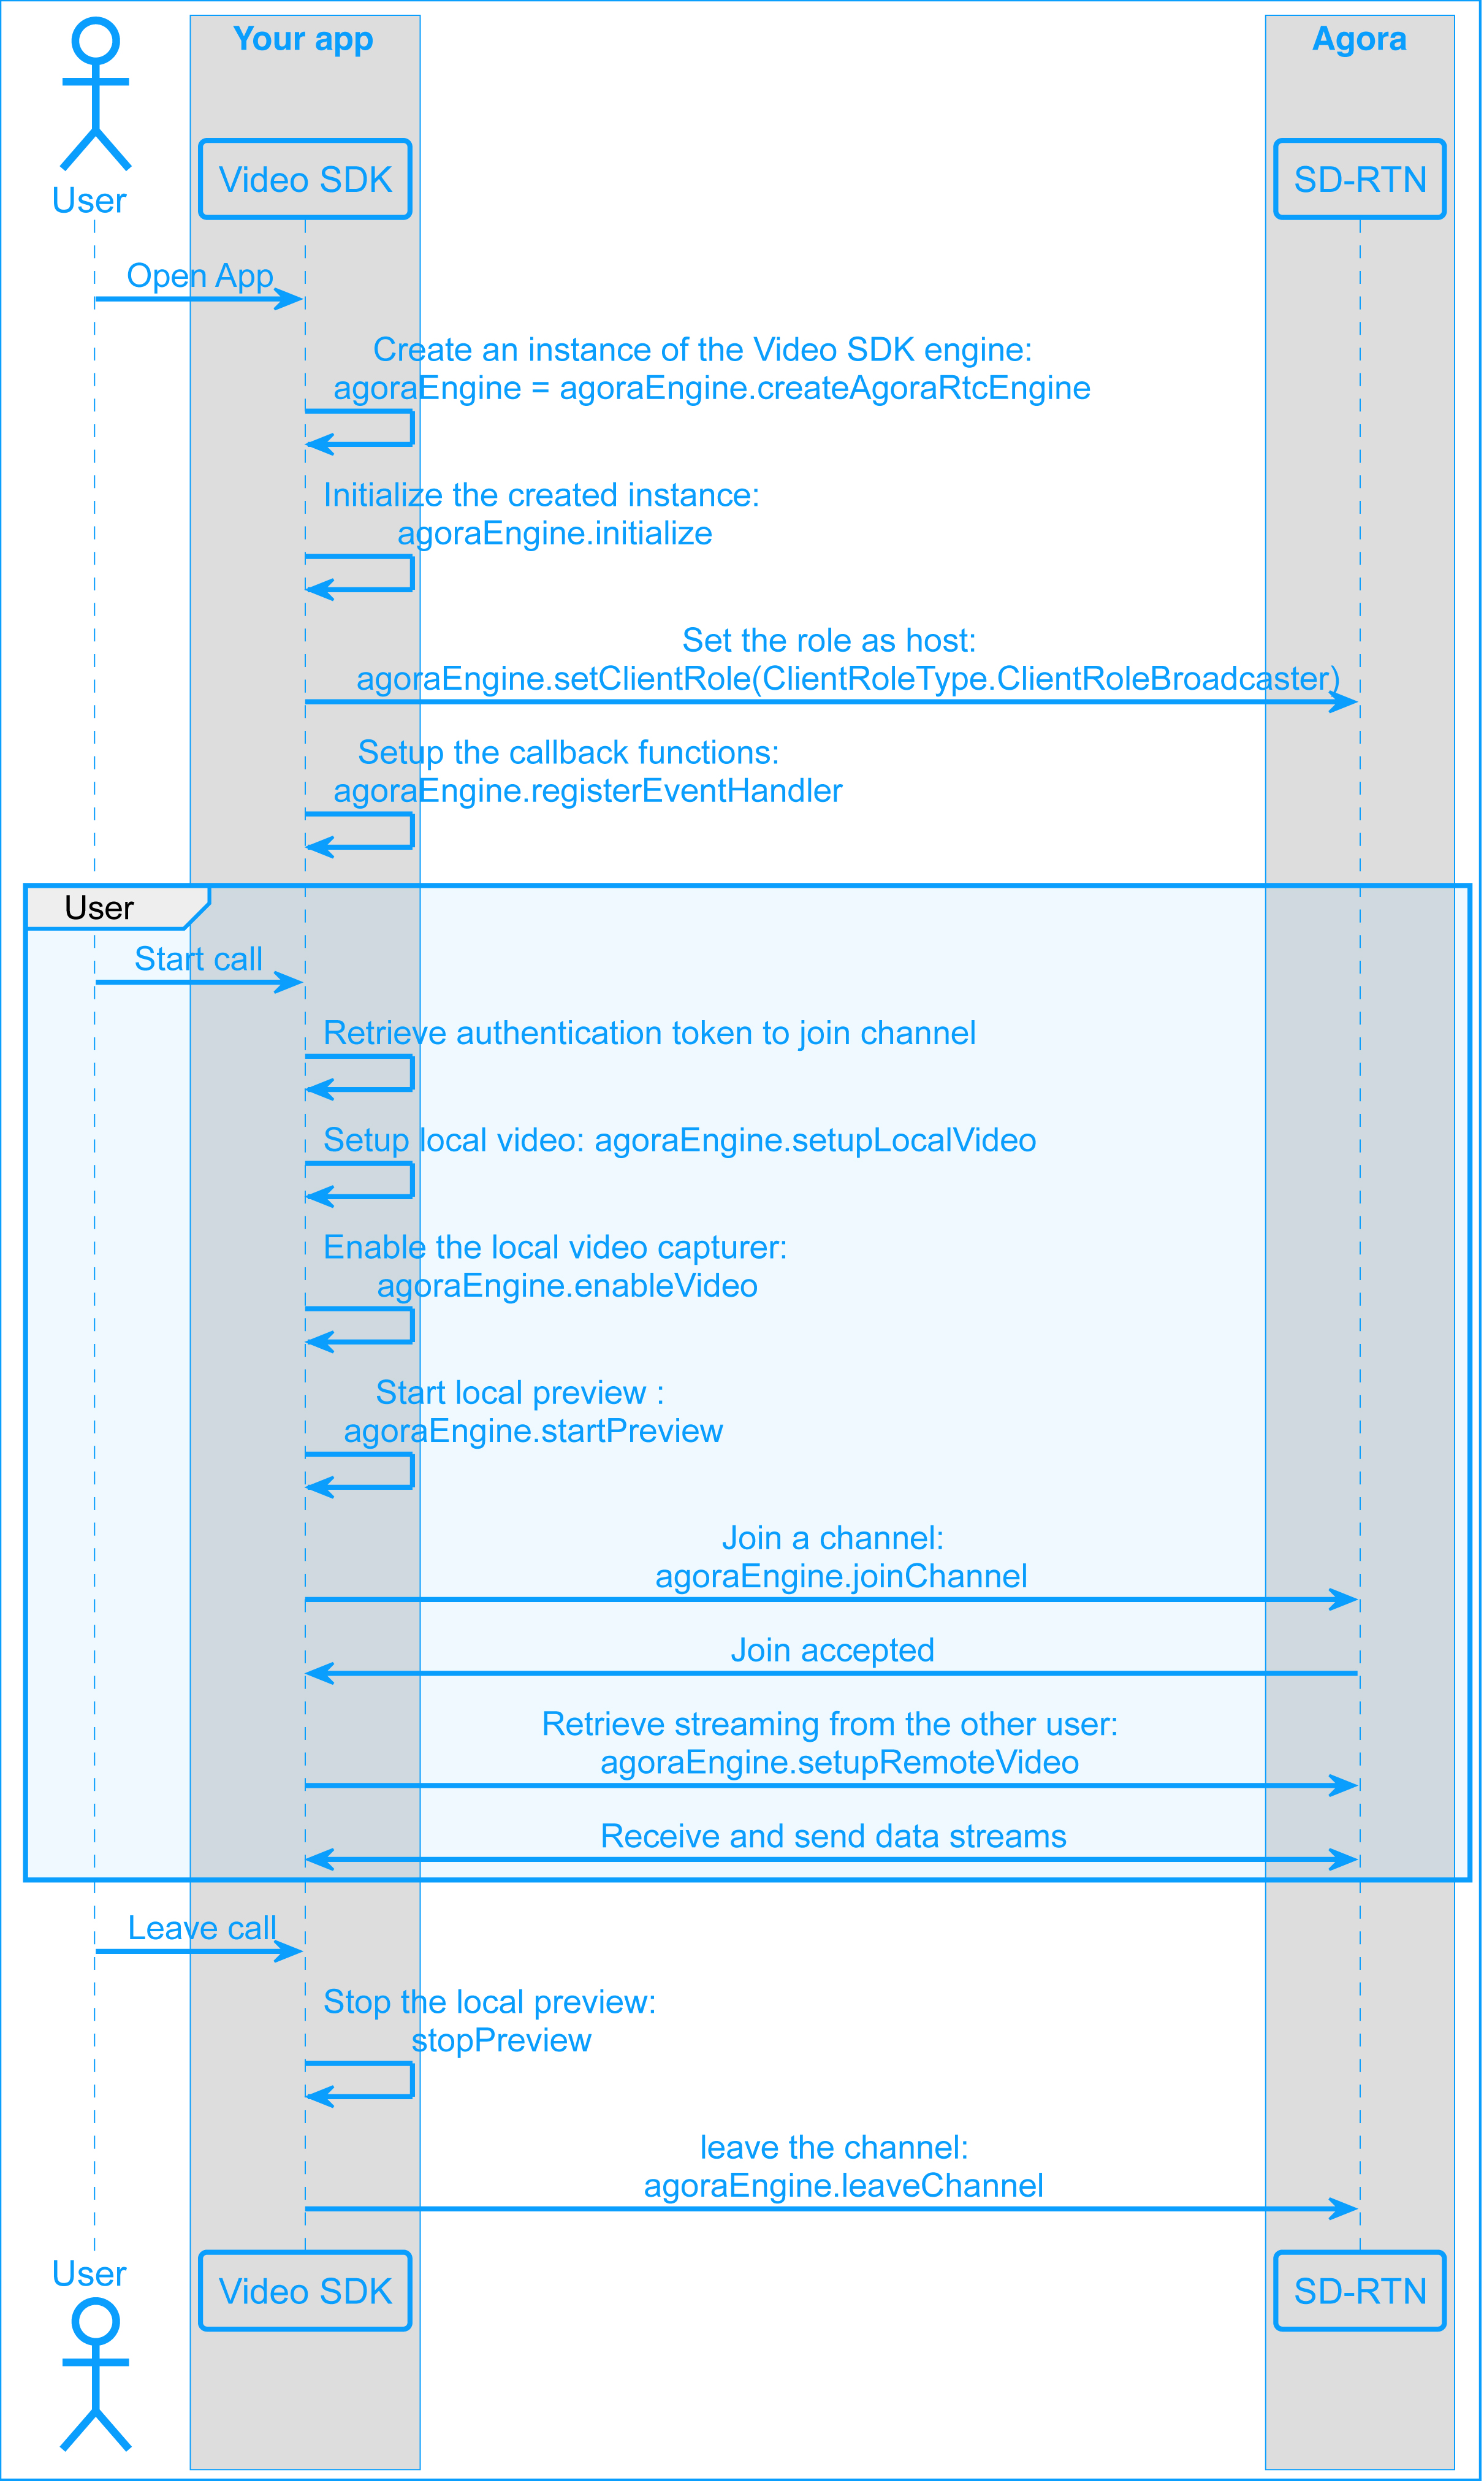 Your app
Agora
Video SDK
SD-RTN
User
Open App
Create an instance of the Video SDK engine:
agoraEngine = agoraEngine.createAgoraRtcEngine
Initialize the created instance:
agoraEngine.initialize
Set the role as host:
agoraEngine.setClientRole(ClientRoleType.ClientRoleBroadcaster)
Setup the callback functions:
agoraEngine.registerEventHandler
User
Start call
Retrieve authentication token to join channel
Setup local video: agoraEngine.setupLocalVideo
Enable the local video capturer:
agoraEngine.enableVideo
Start local preview :
agoraEngine.startPreview
Join a channel:
agoraEngine.joinChannel
Join accepted
Retrieve streaming from the other user:
agoraEngine.setupRemoteVideo
Receive and send data streams
Leave call
Stop the local preview:
stopPreview
leave the channel:
agoraEngine.leaveChannel
User
Video SDK
SD-RTN